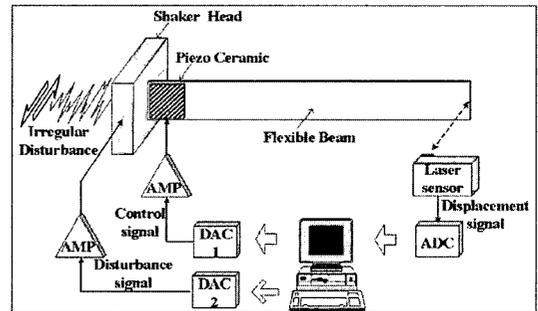 Shaker Head
Piezo Ceramic
Irregular
Disturbance
Flexible Beam
Laser
sensor
AMP
Displacement
signal
Control
signal
AMP
DAC
1
ADC
Disturbance
signal
DAC
2